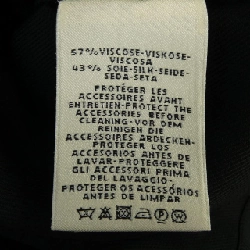 57% VISCOSE-VISKOSE-
VISCOSA
43% SOIE-SILK-SEIDE-
SEDA-SETA
PROTÉGER LES
ACCESSOIRES AVANT
ENTRETIEN-PROTECT THE
ACCESSORIES BEFORE
CLEANING-VOR DEM
REINIGEN DIE
ACCESSOIRES ABDECKEN-
PROTEGER LOS
ACCESORIOS ANTES DE
LAVAR-PROTEGGERE
GLI ACCESSORI PRIMA
DEL LAVAGGIO
PROTEGER OS ACESSÓRIOS
ANTES DE LIMPAR